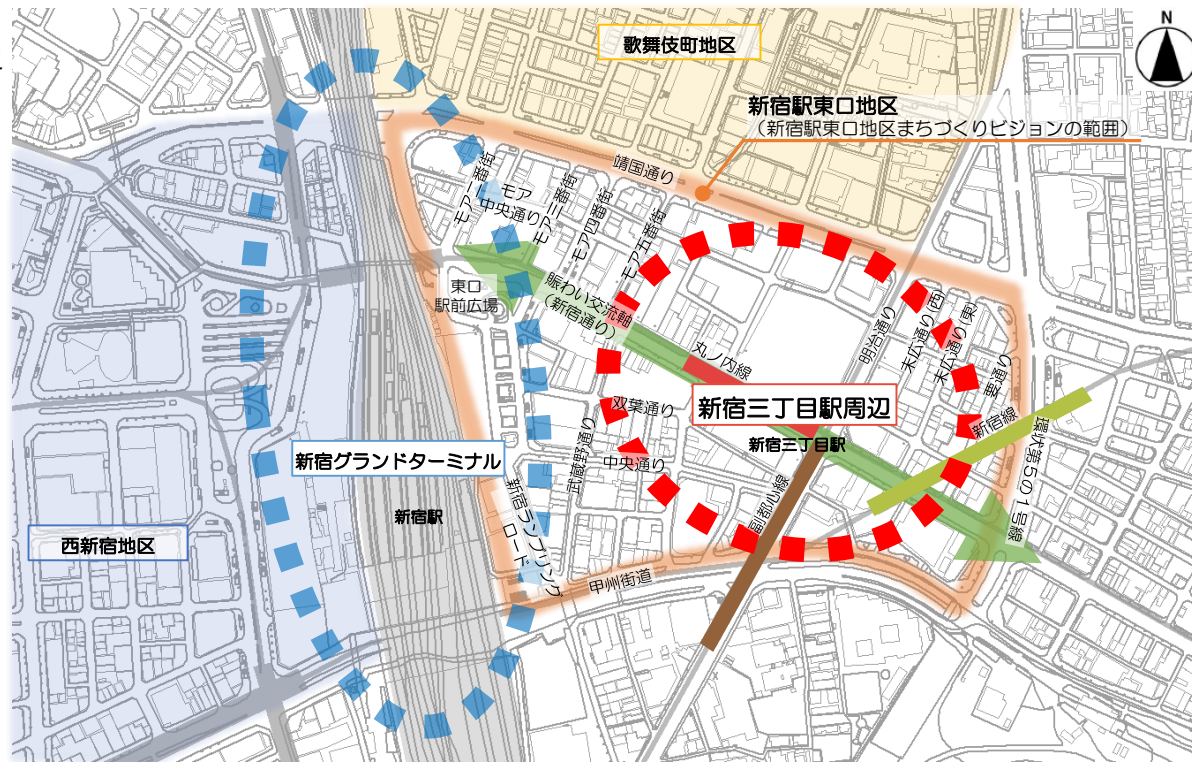 N
歌舞伎町地区
新宿駅東口地区
（新宿駅東口地区まちづくりビジョンの範囲）
靖国通り
モア二番街
モア
中央通り
モア三番街
モア四番街
モア五番街
東口
駅前広場
賑わい交流軸
（新宿通り）
丸ノ内線
明治通り
末広通り(西)
末広通り(東)
要通り
新宿三丁目駅周辺
新宿三丁目駅
新宿線
環状第5の1号線
双葉通り
中央通り
武蔵野通り
副都心線
新宿グランドターミナル
新宿駅
新宿テラプリング
ロード
西新宿地区
甲州街道